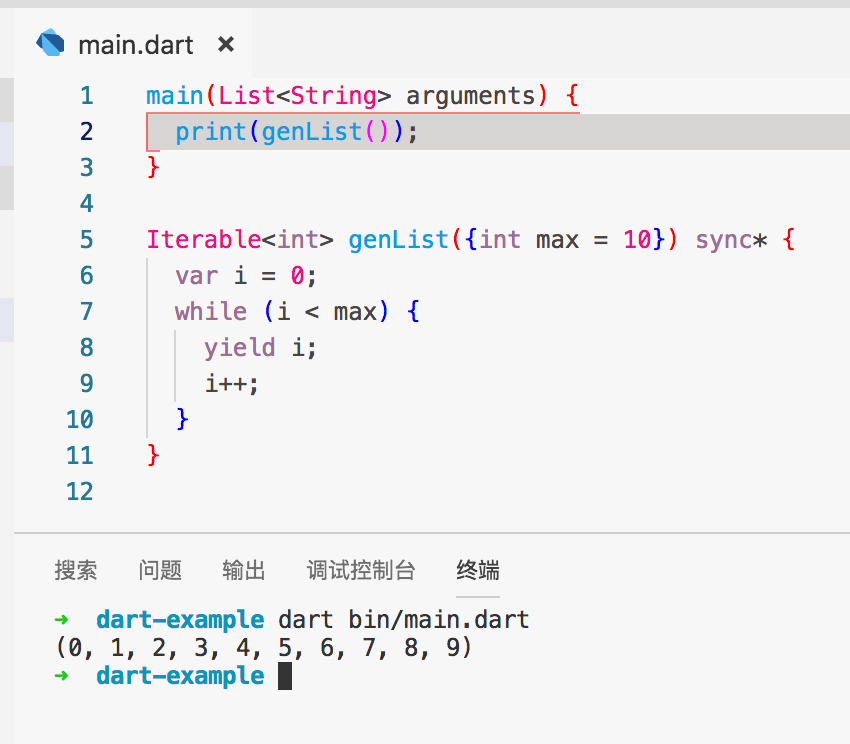 main.dart ×
1 main(List<String> arguments) {
2   print(genList());
3 }
4
5 Iterable<int> genList({int max = 10}) sync* {
6   var i = 0;
7   while (i < max) {
8     yield i;
9     i++;
10   }
11 }
12
搜索 问题 输出 调试控制台 终端
➜ dart-example dart bin/main.dart
(0, 1, 2, 3, 4, 5, 6, 7, 8, 9)
➜ dart-example